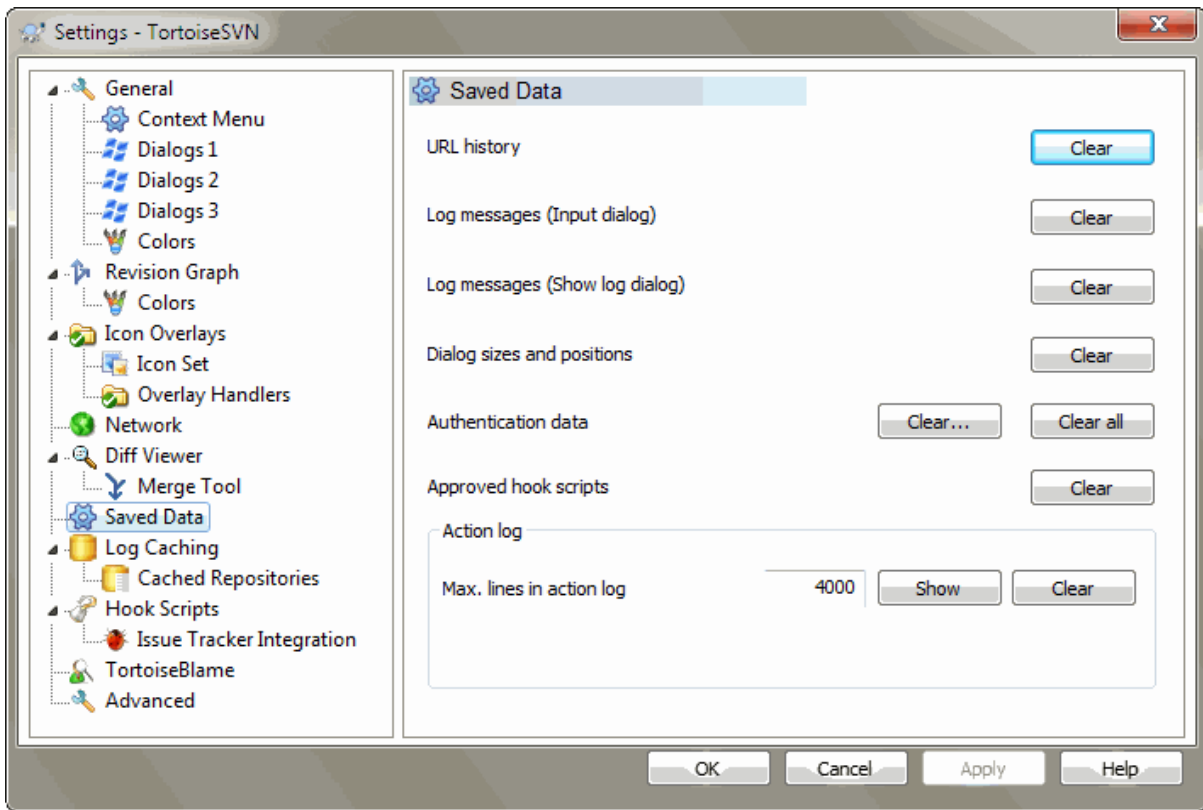 Settings - TortoiseSVN
General
Context Menu
Dialogs 1
Dialogs 2
Dialogs 3
Colors
Revision Graph
Colors
Icon Overlays
Icon Set
Overlay Handlers
Network
Diff Viewer
Merge Tool
Saved Data
Log Caching
Cached Repositories
Hook Scripts
Issue Tracker Integration
TortoiseBlame
Advanced
Saved Data
URL history Clear
Log messages (Input dialog) Clear
Log messages (Show log dialog) Clear
Dialog sizes and positions Clear
Authentication data Clear... Clear all
Approved hook scripts Clear
Action log
Max. lines in action log 4000 Show Clear
OK Cancel Apply Help